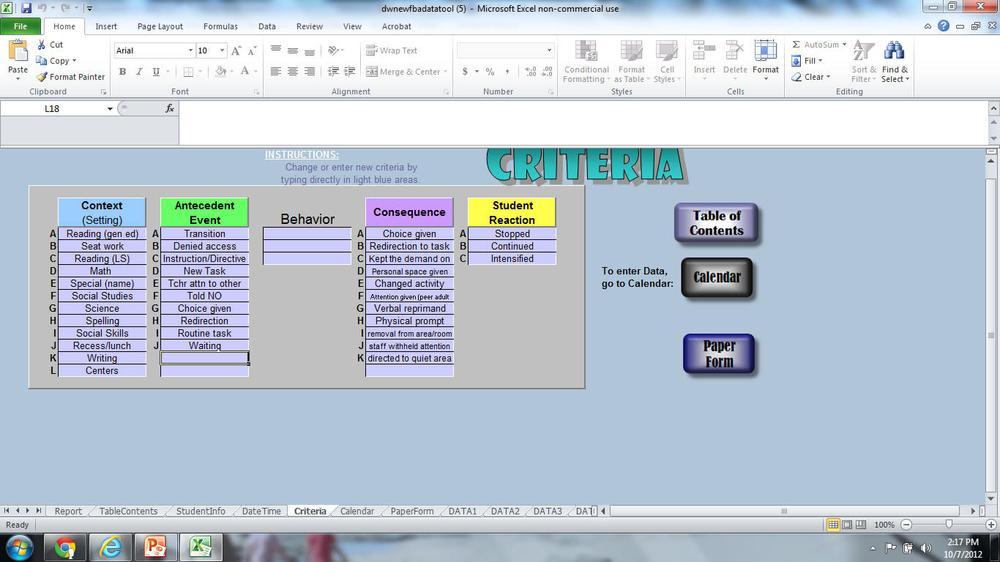 dwnewfbadatatool (5) - Microsoft Excel non-commercial use
File Home Insert Page Layout Formulas Data Review View Acrobat
Paste
Cut
Copy
Format Painter
Clipboard
Arial 10
B I U
Font
Wrap Text
Merge & Center
Alignment
$ % ,
Number
Conditional Formatting
Format as Table
Cell Styles
Styles
Insert Delete Format
Cells
AutoSum
Fill
Clear
Sort & Filter
Find & Select
Editing
L18 fx
INSTRUCTIONS:
Change or enter new criteria by
typing directly in light blue areas.
CRITERIA
Context
(Setting)
A Reading (gen ed)
B Seat work
C Reading (LS)
D Math
E Special (name)
F Social Studies
G Science
H Spelling
I Social Skills
J Recess/lunch
K Writing
L Centers
Antecedent
Event
A Transition
B Denied access
C Instruction/Directive
D New Task
E Tchr attn to other
F Told NO
G Choice given
H Redirection
I Routine task
J Waiting
Behavior
Consequence
A Choice given
B Redirection to task
C Kept the demand on
D Personal space given
E Changed activity
F Attention given (peer adult
G Verbal reprimand
H Physical prompt
I removal from area/room
J staff withheld attention
K directed to quiet area
Student
Reaction
A Stopped
B Continued
C Intensified
Table of
Contents
To enter Data,
go to Calendar:
Calendar
Paper
Form
Report TableContents StudentInfo DateTime Criteria Calendar PaperForm DATA1 DATA2 DATA3 DAT
Ready 100%
2:17 PM
10/7/2012